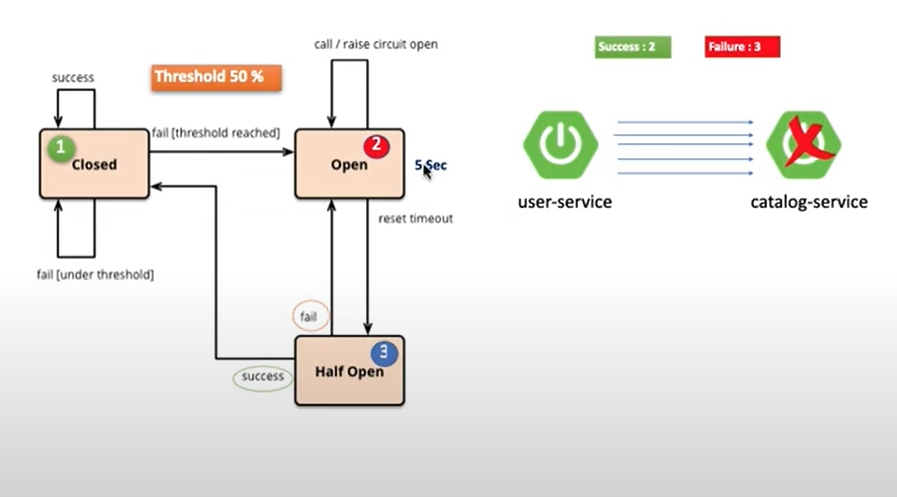 call / raise circuit open
Success : 2
Failure : 3
success
Threshold 50 %
fail [threshold reached]
1
Closed
2
Open
5 Sec
user-service
catalog-service
reset timeout
fail [under threshold]
fail
3
Half Open
success